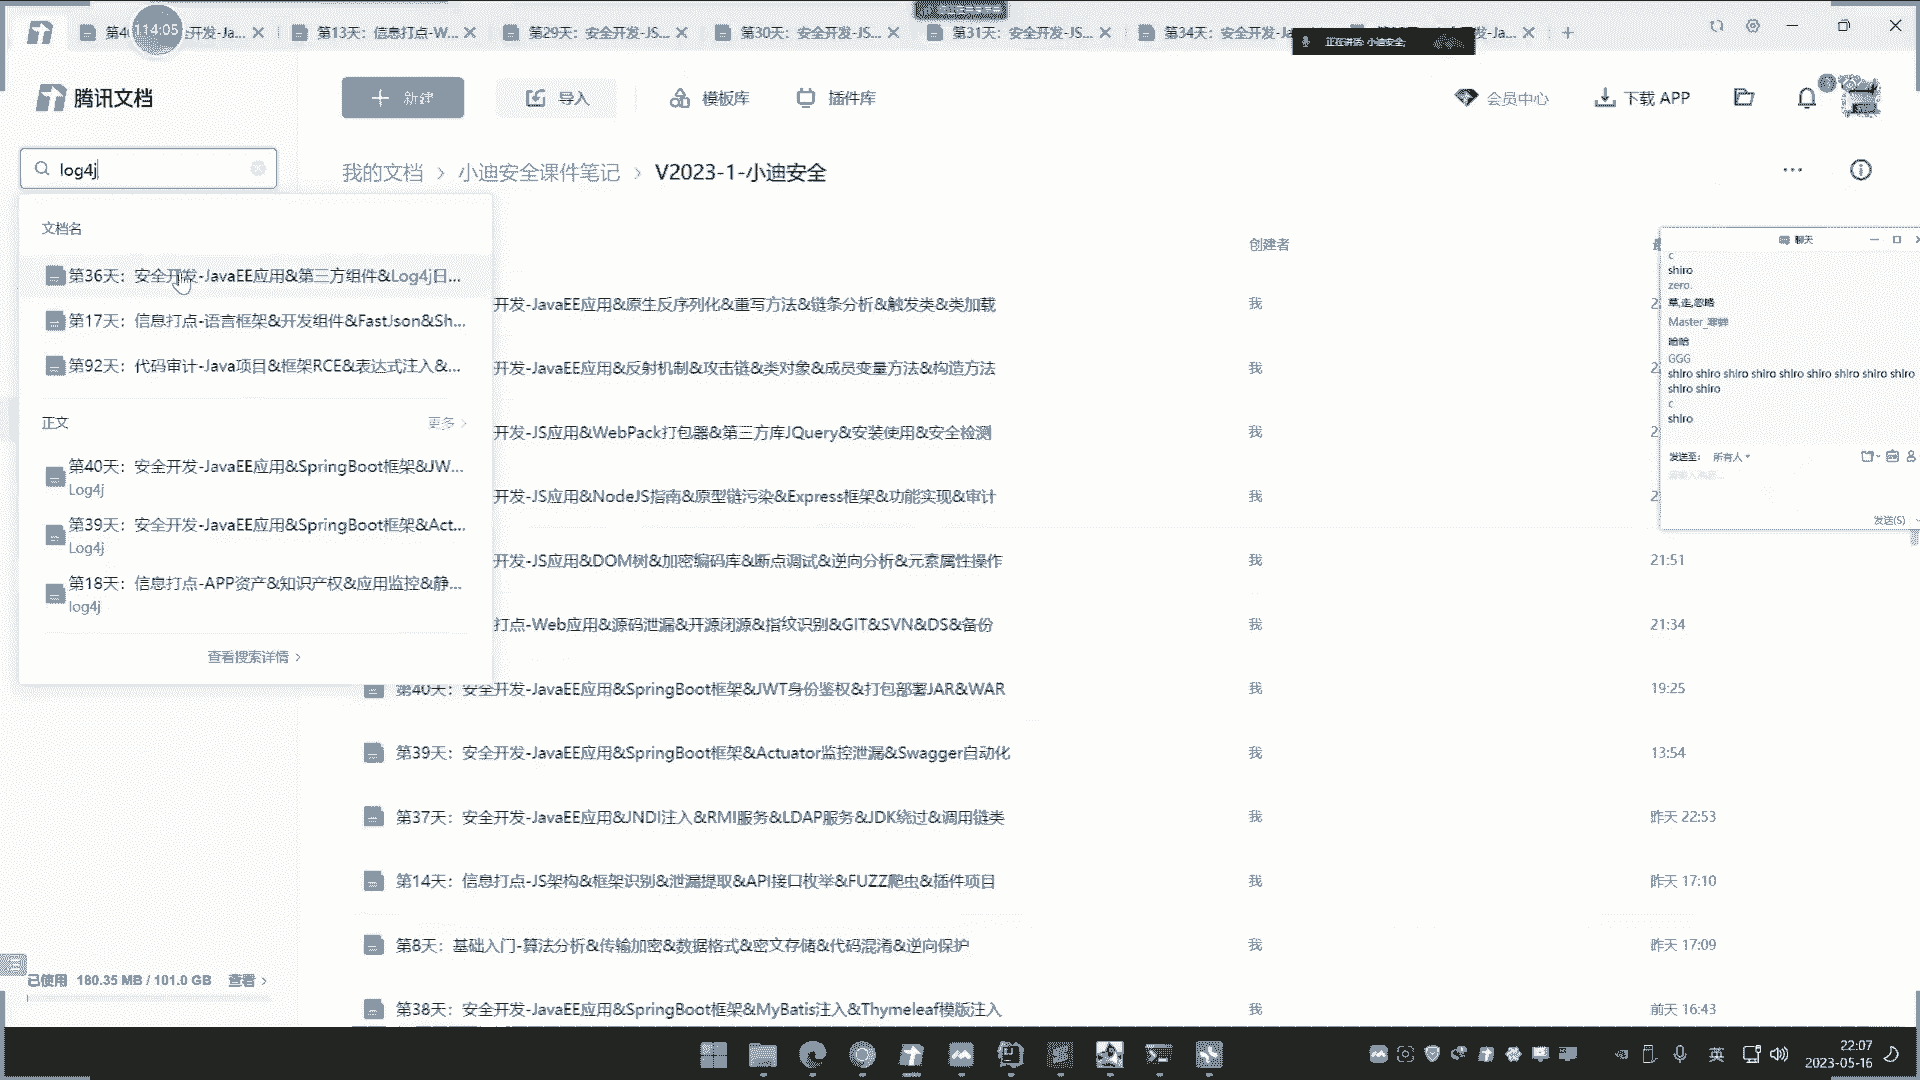 114:05
第13天：信息打点-W...
第29天：安全开发-JS...
第30天：安全开发-JS...
第31天：安全开发-JS...
第34天：安全开发-Ja
正在讲话: 小迪安全;
腾讯文档
新建
导入
模板库
插件库
会员中心
下载 APP
log4j
我的文档 > 小迪安全课件笔记 > V2023-1-小迪安全
文档名
第36天：安全开发-JavaEE应用&第三方组件&Log4j日...
第17天：信息打点-语言框架&开发组件&FastJson&Sh...
第92天：代码审计-Java项目&框架RCE&表达式注入&...
正文
更多 >
第40天：安全开发-JavaEE应用&SpringBoot框架&JW...
Log4j
第39天：安全开发-JavaEE应用&SpringBoot框架&Act...
Log4j
第18天：信息打点-APP资产&知识产权&应用监控&静...
log4j
查看搜索详情 >
创建者
开发-JavaEE应用&原生反序列化&重写方法&链条分析&触发类&类加载
我
开发-JavaEE应用&反射机制&攻击链&类对象&成员变量方法&构造方法
我
开发-JS应用&WebPack打包器&第三方库JQuery&安装使用&安全检测
我
开发-JS应用&NodeJS指南&原型链污染&Express框架&功能实现&审计
我
开发-JS应用&DOM树&加密编码库&断点调试&逆向分析&元素属性操作
我
21:51
打点-Web应用&源码泄漏&开源闭源&指纹识别&GIT&SVN&DS&备份
我
21:34
第40天：安全开发-JavaEE应用&SpringBoot框架&JWT身份鉴权&打包部署JAR&WAR
我
19:25
第39天：安全开发-JavaEE应用&SpringBoot框架&Actuator监控泄漏&Swagger自动化
我
13:54
第37天：安全开发-JavaEE应用&JNDI注入&RMI服务&LDAP服务&JDK绕过&调用链类
我
昨天 22:53
第14天：信息打点-JS架构&框架识别&泄漏提取&API接口枚举&FUZZ爬虫&插件项目
我
昨天 17:10
第8天：基础入门-算法分析&传输加密&数据格式&密文存储&代码混淆&逆向保护
我
昨天 17:09
第38天：安全开发-JavaEE应用&SpringBoot框架&MyBatis注入&Thymeleaf模版注入
我
前天 16:43
聊天
c
shiro
zero.
草,走,忽略
Master_寒蝉
哈哈
GGG
shiro shiro shiro shiro shiro shiro shiro shiro shiro
shiro shiro
c
shiro
发送至: 所有人
发送(S)
已使用 180.35 MB / 101.0 GB 查看 >
英
22:07
2023-05-16